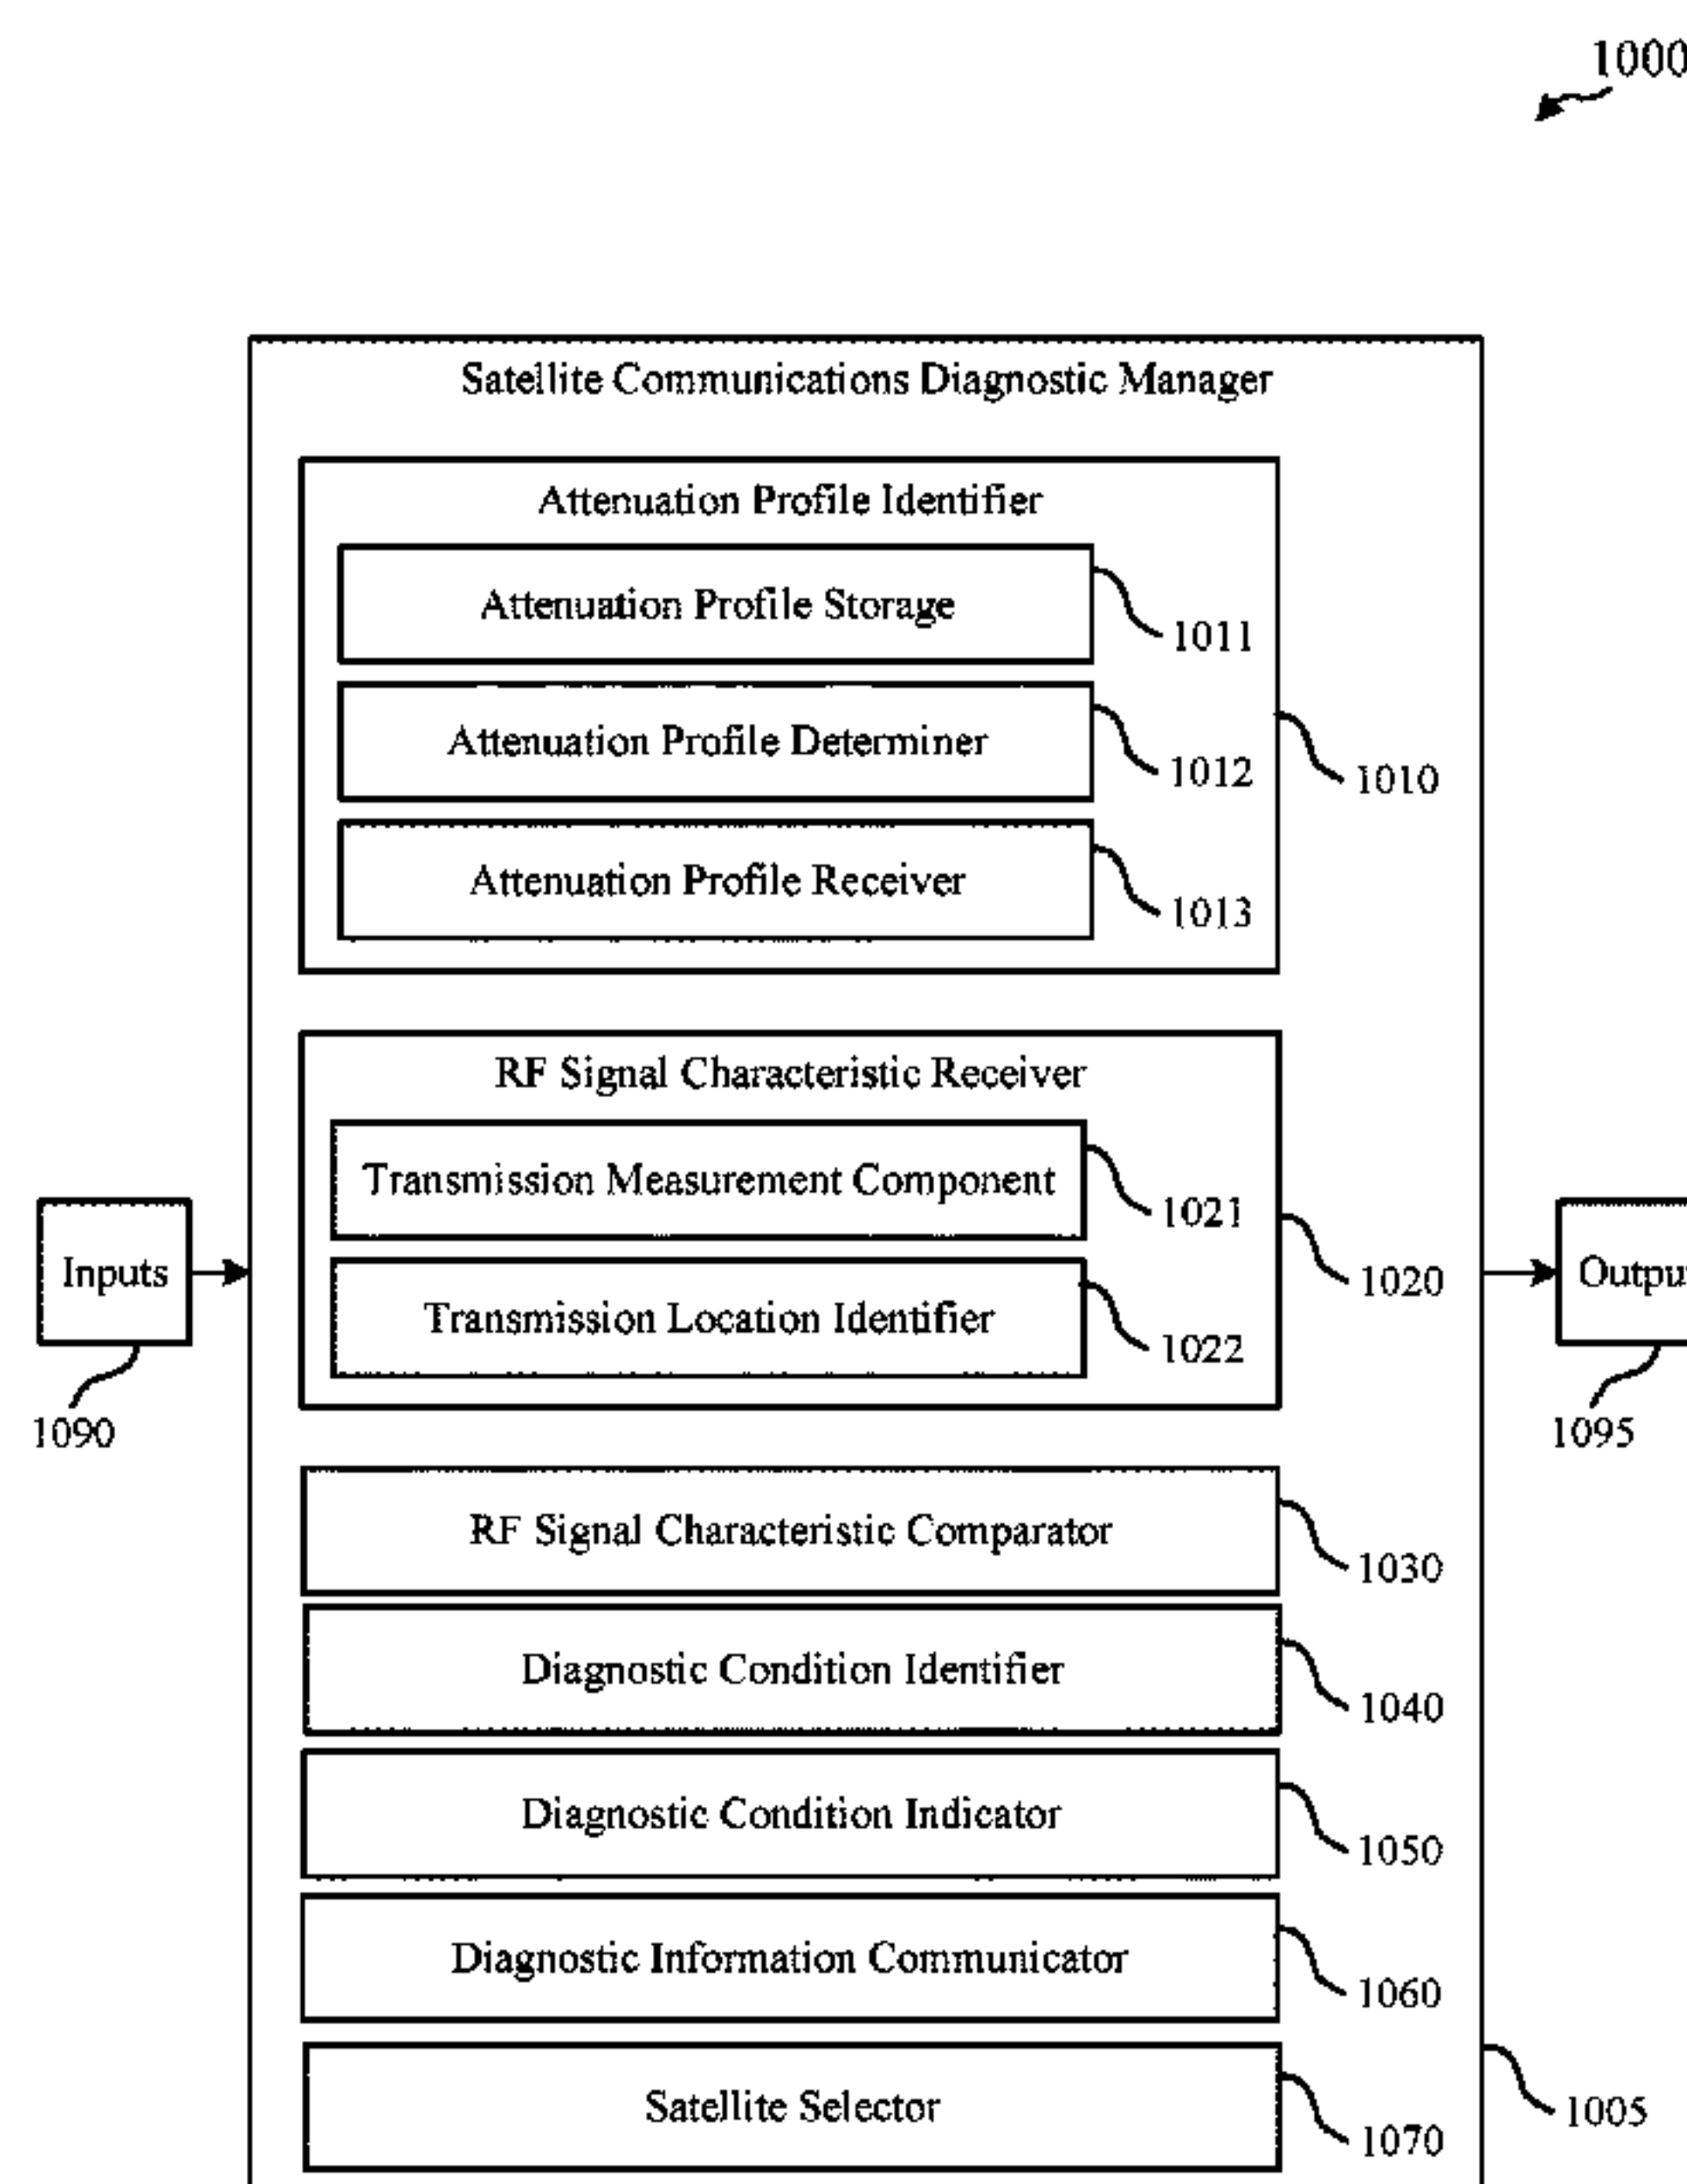 1000
Satellite Communications Diagnostic Manager
Attenuation Profile Identifier
Attenuation Profile Storage
1011
Attenuation Profile Determiner
1012
1010
Attenuation Profile Receiver
1013
RF Signal Characteristic Receiver
Transmission Measurement Component
1021
Inputs
1020
Outpu
Transmission Location Identifier
1022
1090
1095
RF Signal Characteristic Comparator
1030
Diagnostic Condition Identifier
1040
Diagnostic Condition Indicator
1050
Diagnostic Information Communicator
1060
Satellite Selector
1005
1070